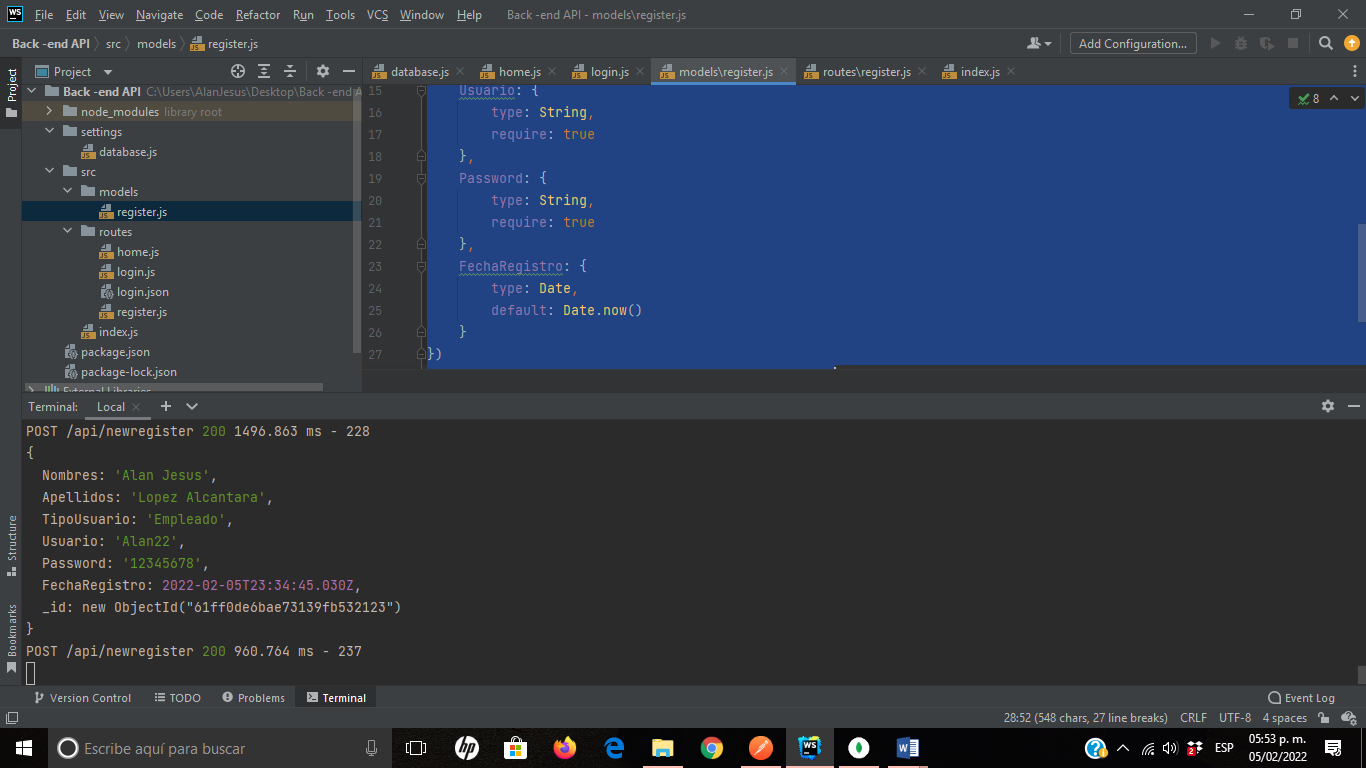 WS File Edit View Navigate Code Refactor Run Tools VCS Window Help Back -end API - models\register.js
Back -end API src models register.js Add Configuration...
Project
Project
database.js home.js login.js models\register.js routes\register.js index.js
Back -end API C:\Users\AlanJesus\Desktop\Back -end A
node_modules library root
settings
database.js
src
models
register.js
routes
home.js
login.js
login.json
register.js
index.js
package.json
package-lock.json
External Libraries
8
15 Usuario: {
16 type: String,
17 require: true
18 },
19 Password: {
20 type: String,
21 require: true
22 },
23 FechaRegistro: {
24 type: Date,
25 default: Date.now()
26 }
27 })
Terminal: Local
POST /api/newregister 200 1496.863 ms - 228
{
Nombres: 'Alan Jesus',
Apellidos: 'Lopez Alcantara',
TipoUsuario: 'Empleado',
Usuario: 'Alan22',
Password: '12345678',
FechaRegistro: 2022-02-05T23:34:45.030Z,
_id: new ObjectId("61ff0de6bae73139fb532123")
}
POST /api/newregister 200 960.764 ms - 237
Structure
Bookmarks
Version Control TODO Problems Terminal Event Log
28:52 (548 chars, 27 line breaks) CRLF UTF-8 4 spaces
Escribe aquí para buscar
hp
WS
W
2
ESP
05:53 p. m.
05/02/2022